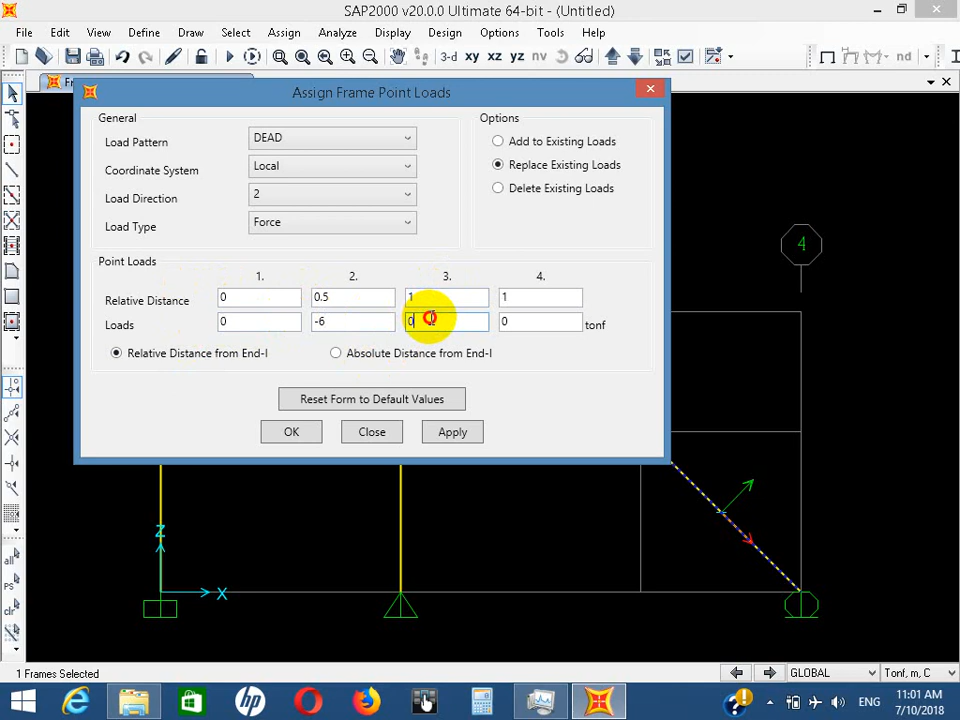 SAP2000 v20.0.0 Ultimate 64-bit - (Untitled)
File Edit View Define Draw Select Assign Analyze Display Design Options Tools Help
3-d xy xz yz nv
Assign Frame Point Loads
General
Load Pattern DEAD
Coordinate System Local
Load Direction 2
Load Type Force
Options
Add to Existing Loads
Replace Existing Loads
Delete Existing Loads
Point Loads
1. 2. 3. 4.
Relative Distance 0 0.5 1 1
Loads 0 -6 0 0 tonf
Relative Distance from End-I Absolute Distance from End-I
Reset Form to Default Values
OK Close Apply
4
Z
X
all
PS
clr
1 Frames Selected
GLOBAL
Tonf, m, C
ENG
11:01 AM
7/10/2018